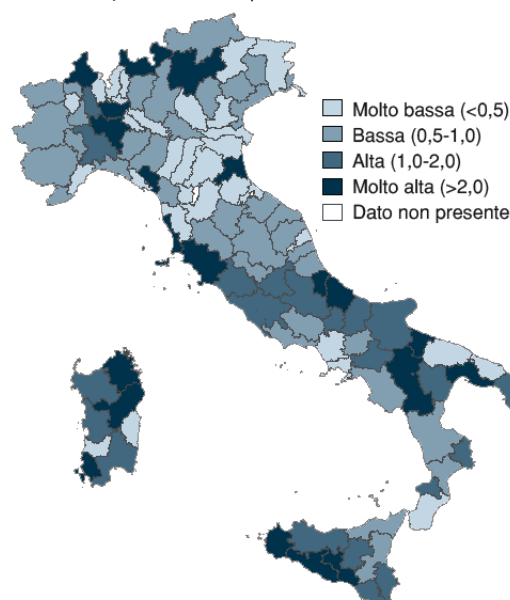 Molto bassa (<0,5)
Bassa (0,5-1,0)
Alta (1,0-2,0)
Molto alta (>2,0)
Dato non presente